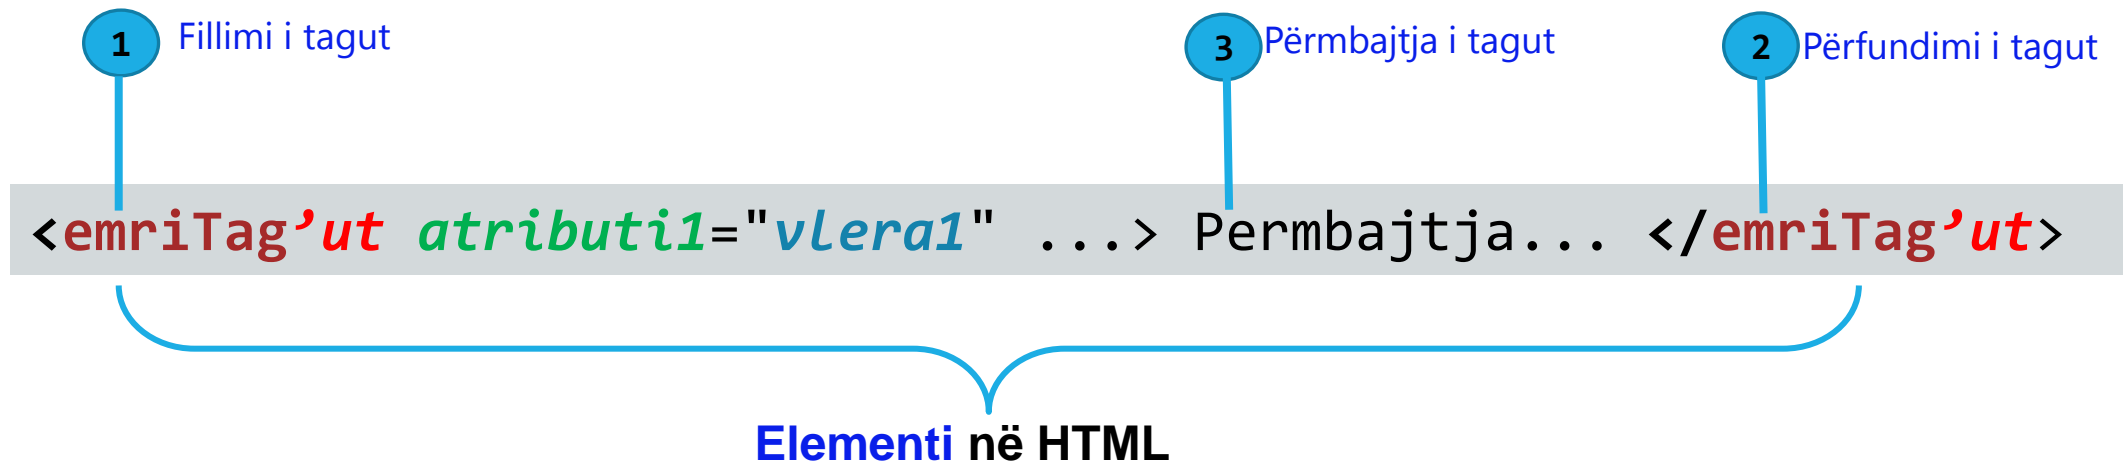 1 Fillimi i tagut
3 Përmbajtja i tagut
2 Përfundimi i tagut
<emriTag’ut atributi1="vlera1" ...> Permbajtja... </emriTag’ut>
Elementi në HTML